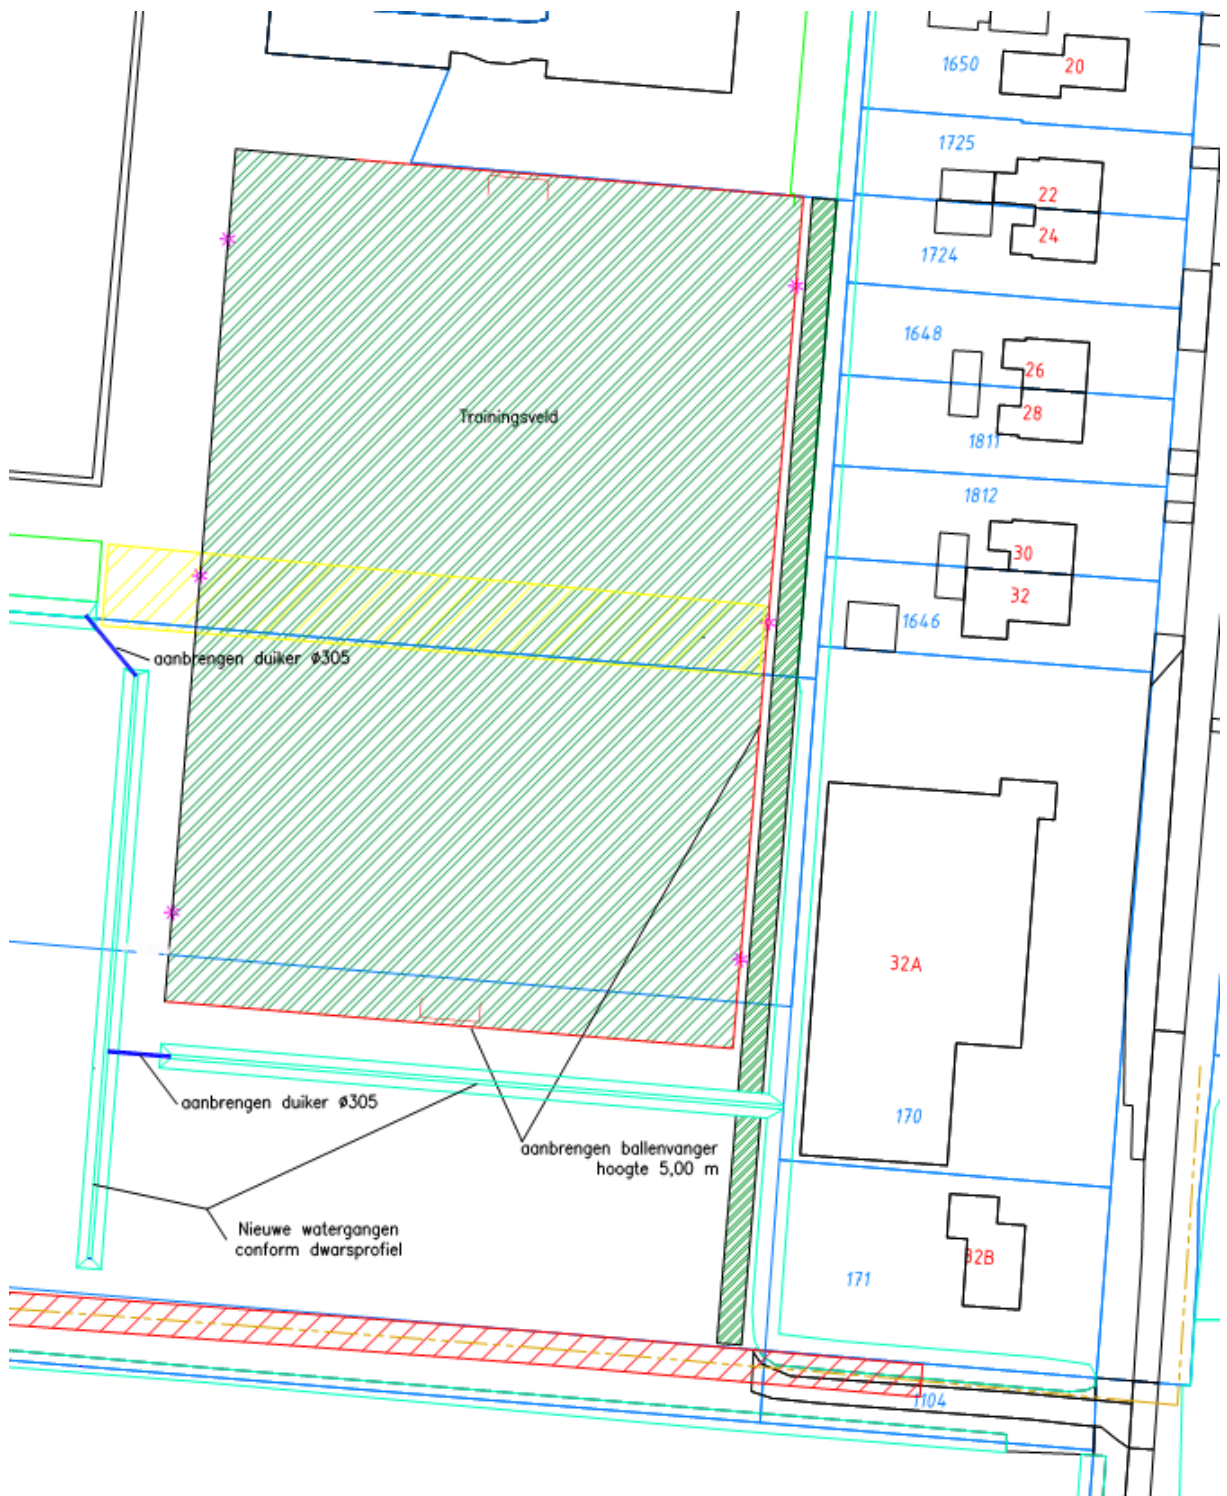 1650
20
1725
22
24
1724
1648
26
28
1811
Trainingsveld
1812
30
32
1646
aanbrengen duiker ø305
32A
aanbrengen duiker ø305
170
aanbrengen ballenvanger
hoogte 5,00 m
Nieuwe watergangen
conform dwarsprofiel
32B
171
1104